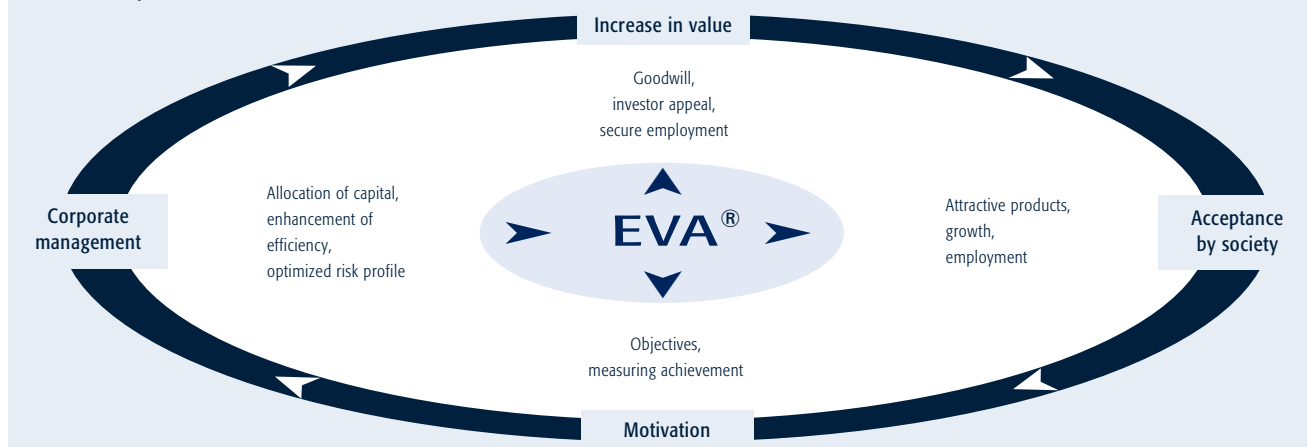 Increase in value
Goodwill,
investor appeal,
secure employment
Allocation of capital,
enhancement of
efficiency,
optimized risk profile
Corporate
management
EVA®
Attractive products,
growth,
employment
Acceptance
by society
Objectives,
measuring achievement
Motivation